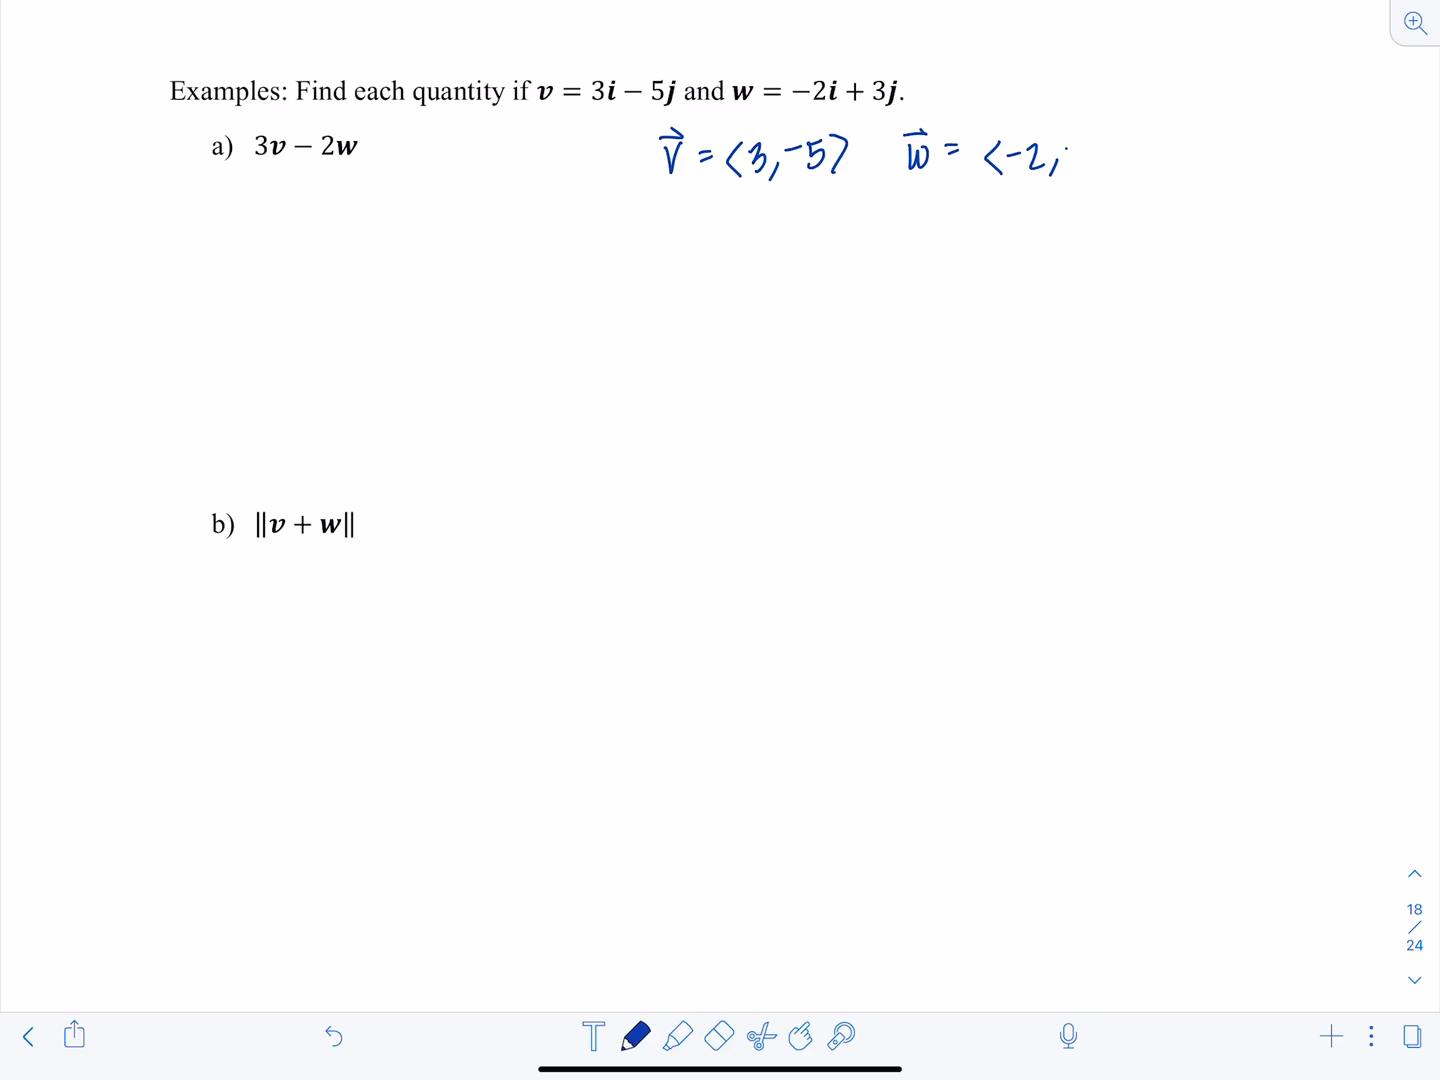 Examples: Find each quantity if v = 3i − 5j and w = −2i + 3j.
a) 3v − 2w
v⃗ = ⟨3, −5⟩ w⃗ = ⟨−2,
b) ‖v + w‖
18
/
24
T